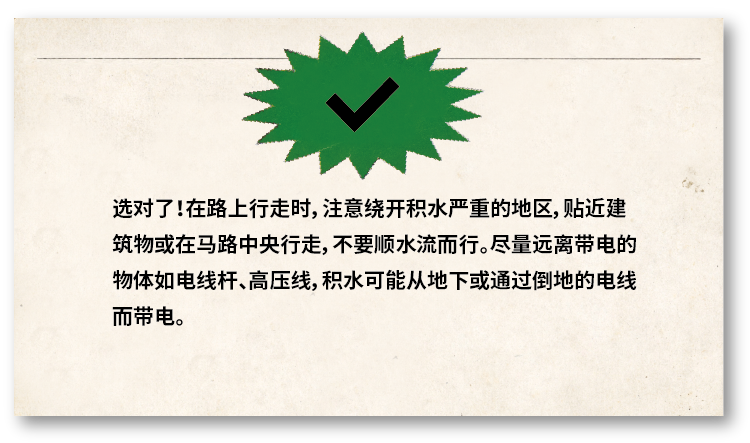 选对了!在路上行走时,注意绕开积水严重的地区,贴近建
筑物或在马路中央行走,不要顺水流而行。尽量远离带电的
物体如电线杆、高压线,积水可能从地下或通过倒地的电线
而带电。